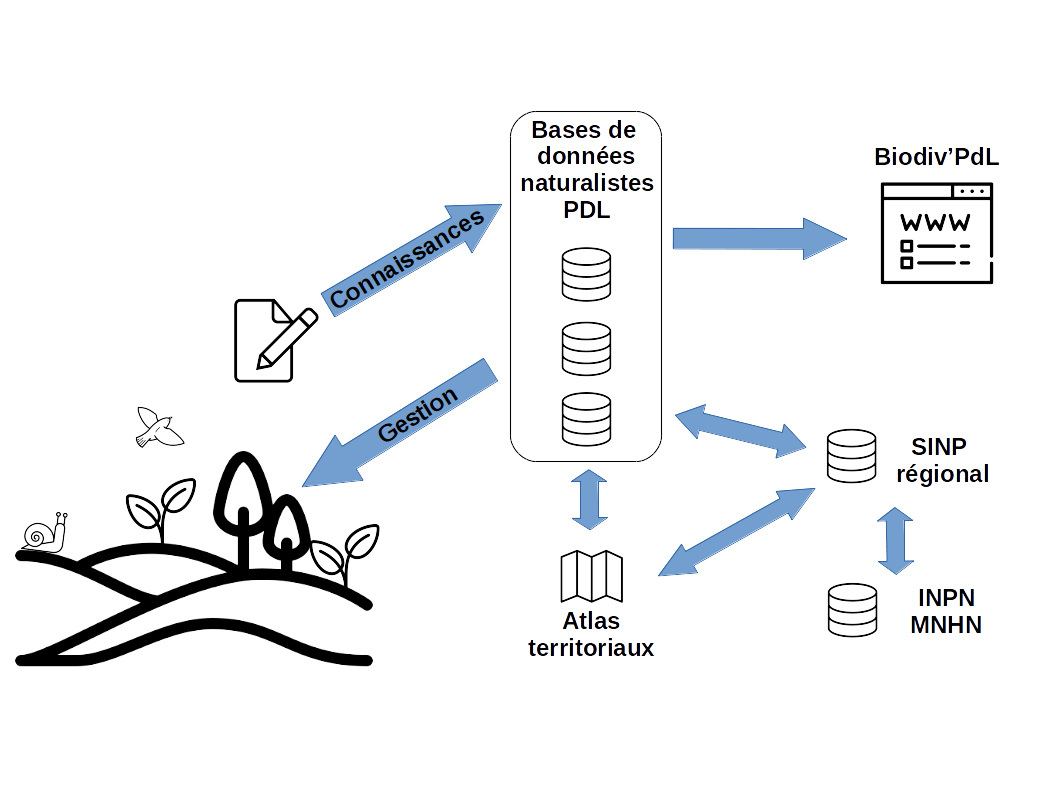 Bases de
données
naturalistes
PDL
Biodiv’PdL
WWW
Connaissances
Gestion
SINP
régional
Atlas
territoriaux
INPN
MNHN